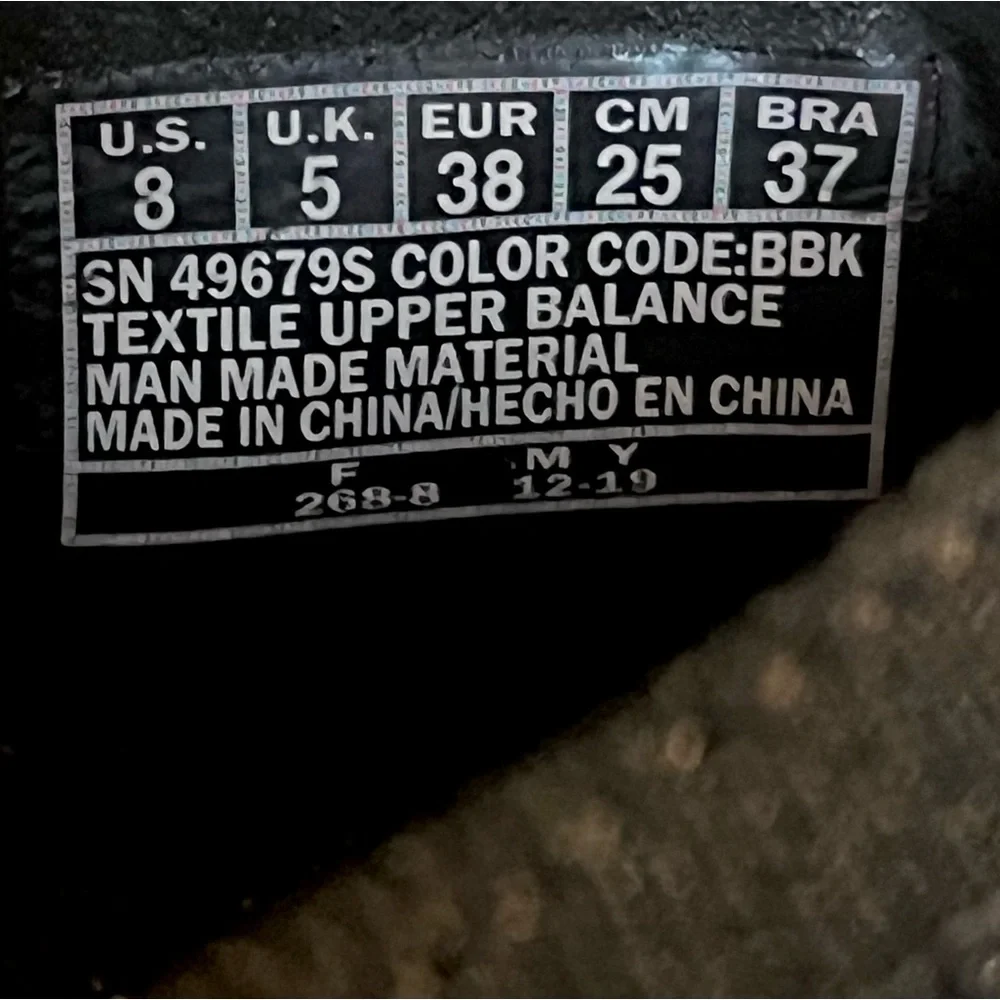 U.S. U.K. EUR CM BRA
8 5 38 25 37
SN 49679S COLOR CODE:BBK
TEXTILE UPPER BALANCE
MAN MADE MATERIAL
MADE IN CHINA/HECHO EN CHINA
F M Y
268-8 12-19